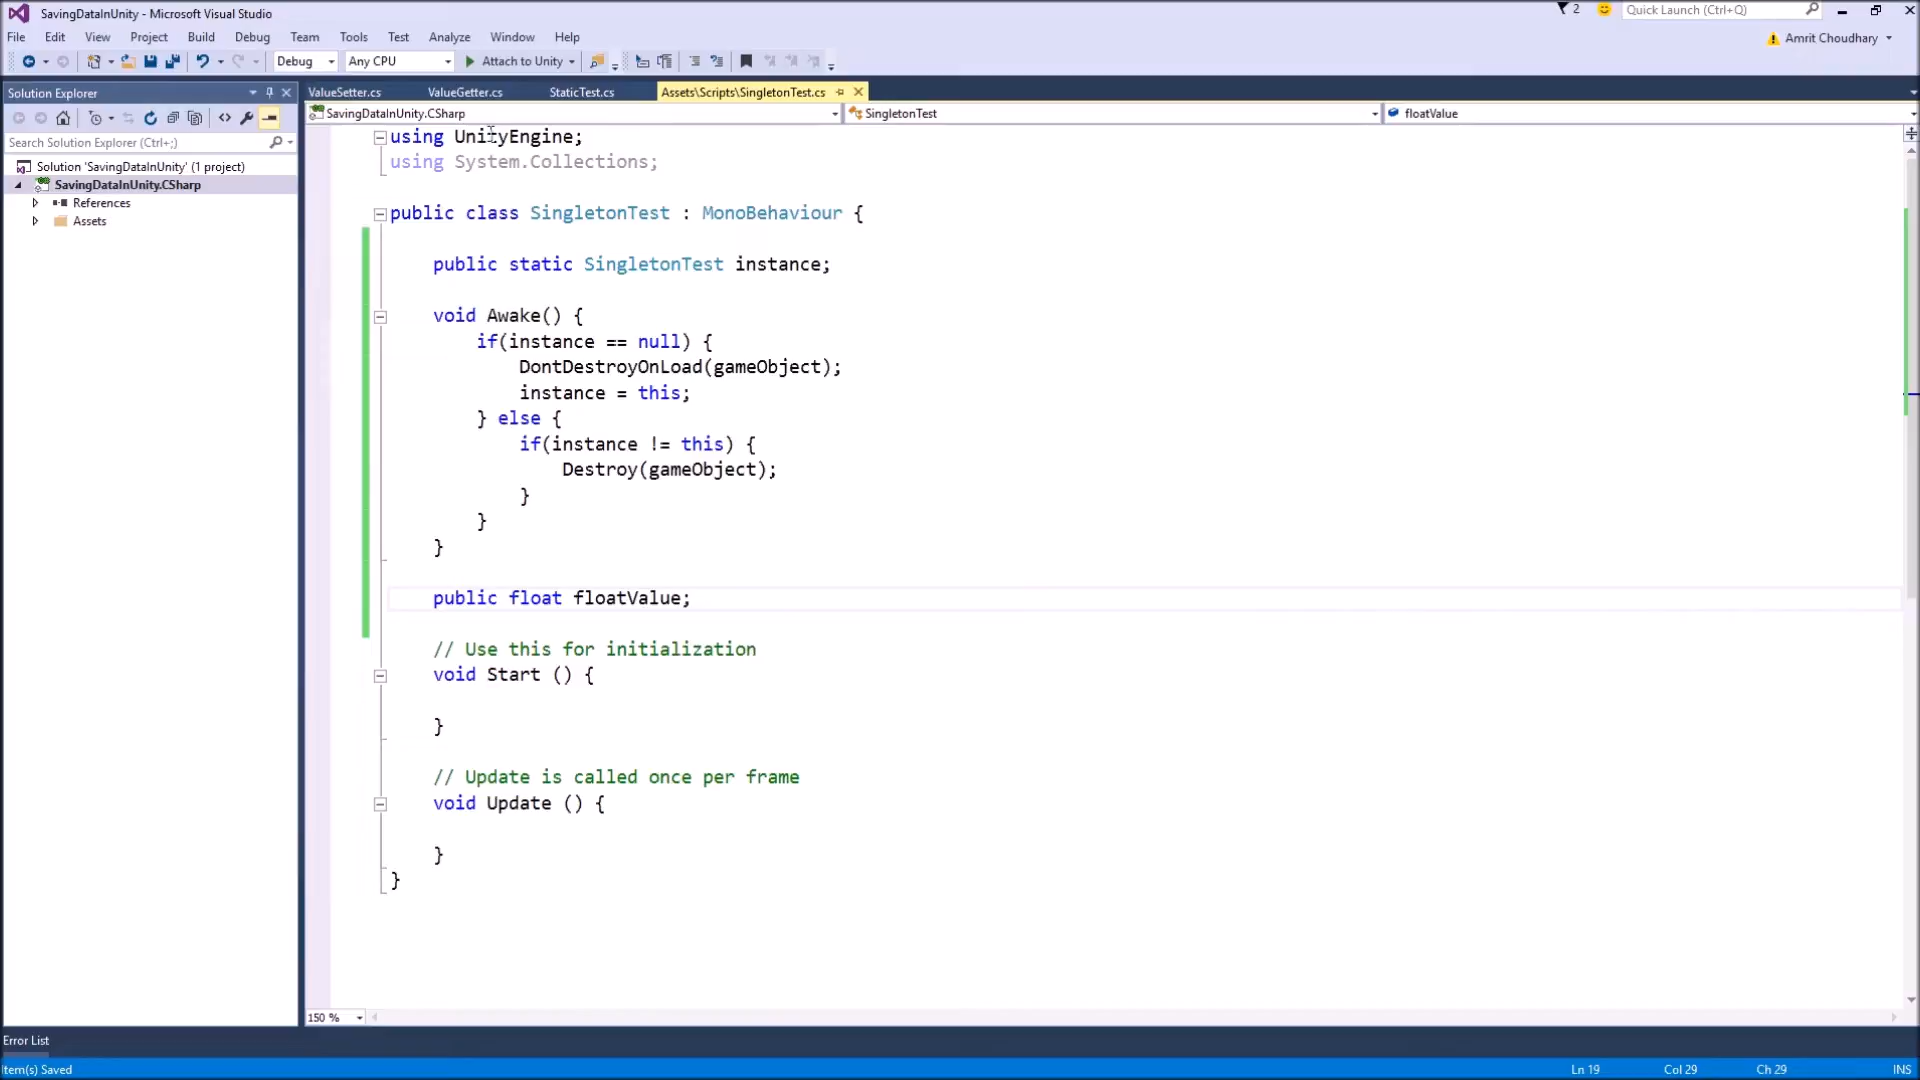 SavingDataInUnity - Microsoft Visual Studio
2
Quick Launch (Ctrl+Q)
File Edit View Project Build Debug Team Tools Test Analyze Window Help
Amrit Choudhary
Debug Any CPU Attach to Unity
Solution Explorer
ValueSetter.cs ValueGetter.cs StaticTest.cs Assets\Scripts\SingletonTest.cs
SavingDataInUnity.CSharp SingletonTest floatValue
Search Solution Explorer (Ctrl+;)
Solution 'SavingDataInUnity' (1 project)
SavingDataInUnity.CSharp
References
Assets
using UnityEngine;
using System.Collections;
public class SingletonTest : MonoBehaviour {
public static SingletonTest instance;
void Awake() {
if(instance == null) {
DontDestroyOnLoad(gameObject);
instance = this;
} else {
if(instance != this) {
Destroy(gameObject);
}
}
}
public float floatValue;
// Use this for initialization
void Start () {
}
// Update is called once per frame
void Update () {
}
}
150 %
Error List
Item(s) Saved
Ln 19 Col 29 Ch 29 INS